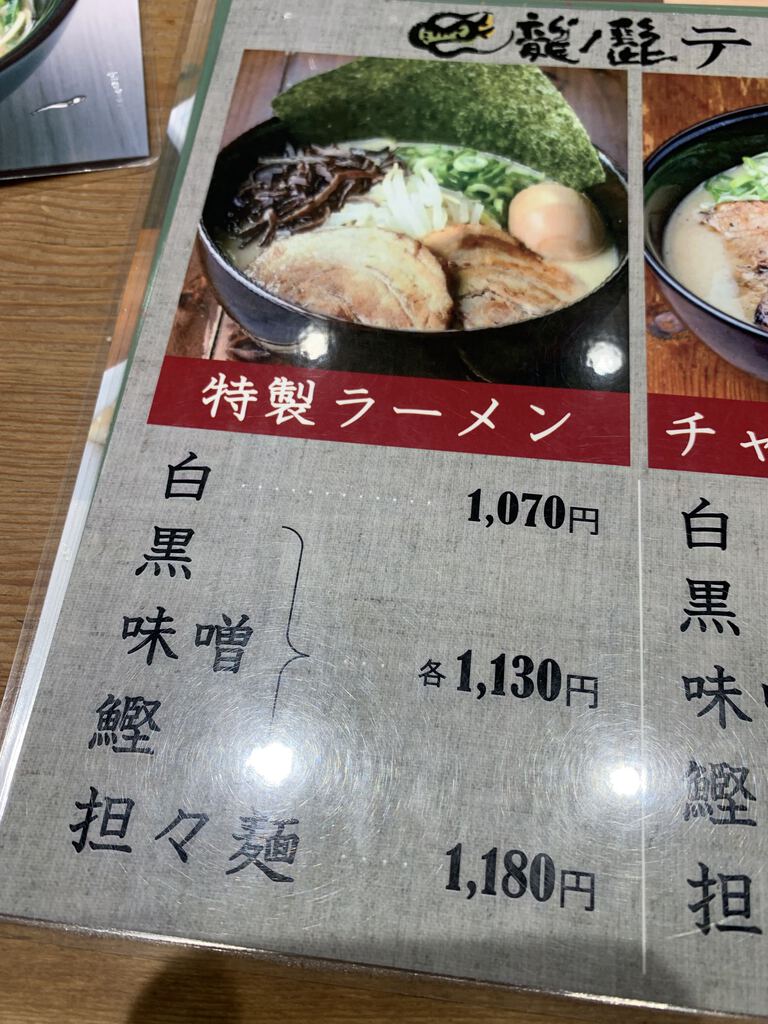 龍ノ髭テ
特製ラーメン
白 1,070円
黒
味噌
各1,130円
鰹
担々麺 1,180円
チャ
白
黒
味
鰹
担